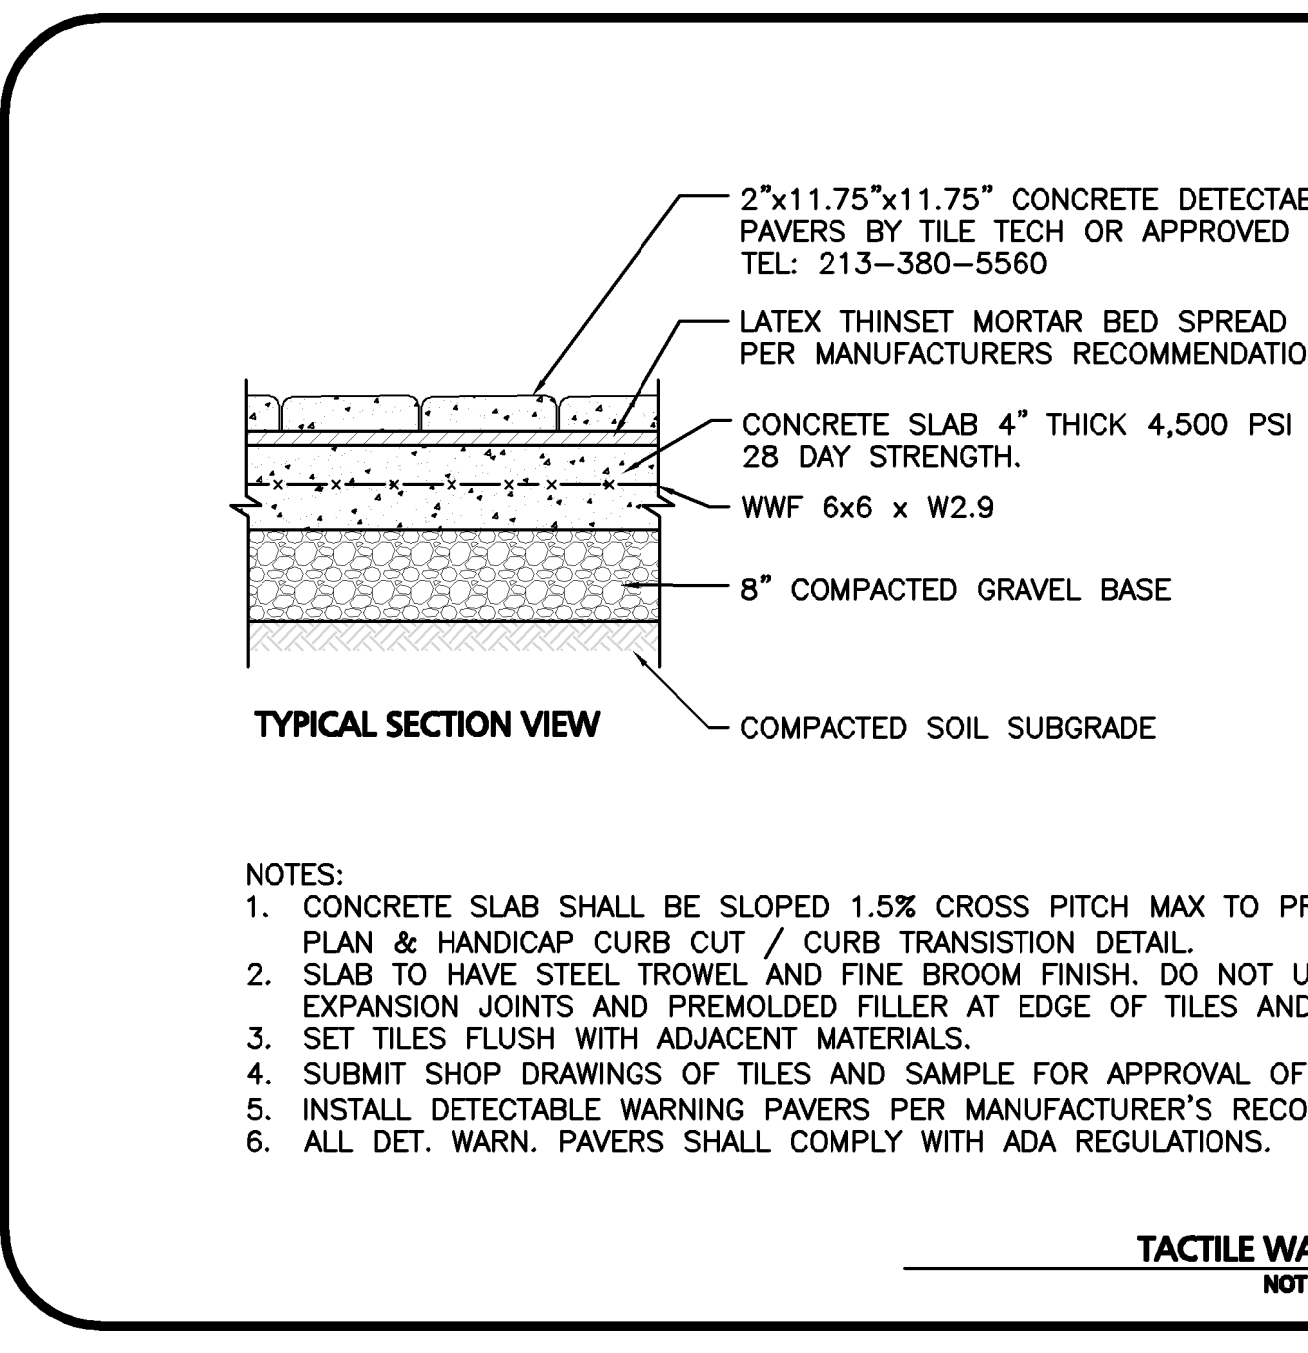 2"x11.75"x11.75" CONCRETE
PAVERS BY TILE TECH OR APPROVED
TEL: 213-380-5560
LATEX THINSET MORTAR BED SPREAD
PER MANUFACTURERS
CONCRETE SLAB 4" THICK 4,500 PSI
28 DAY STRENGTH.
WWF 6x6 x W2.9
8" COMPACTED GRAVEL BASE
COMPACTED SOIL SUBGRADE
TYPICAL SECTION VIEW
NOTES:
1. CONCRETE SLAB SHALL BE SLOPED 1.5% CROSS PITCH MAX TO
PLAN & HANDICAP CURB CUT / CURB TRANSISTION DETAIL.
2. SLAB TO HAVE STEEL TROWEL AND FINE BROOM FINISH. DO NOT
EXPANSION JOINTS AND PREMOLDED FILLER AT EDGE OF TILES AND
3. SET TILES FLUSH WITH ADJACENT MATERIALS.
4. SUBMIT SHOP DRAWINGS OF TILES AND SAMPLE FOR APPROVAL OF
5. INSTALL DETECTABLE WARNING PAVERS PER MANUFACTURER'S
6. ALL DET. WARN. PAVERS SHALL COMPLY WITH ADA REGULATIONS.
TACTILE
NOT